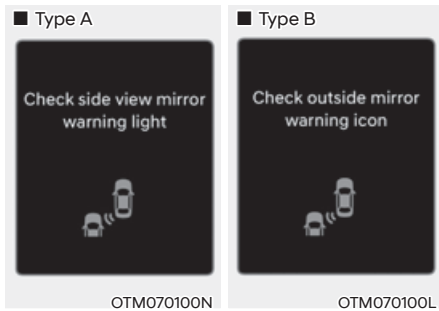 ■ Type A
Check side view mirror
warning light
OTM070100N
■ Type B
Check outside mirror
warning icon
OTM070100L